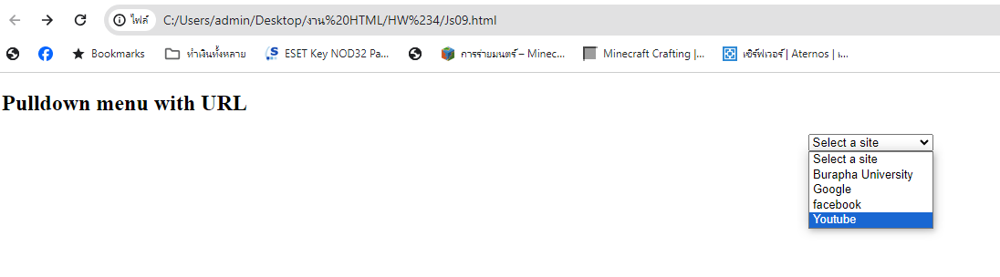 ไฟล์ C:/Users/admin/Desktop/งาน%20HTML/HW%234/Js09.html
Bookmarks ทำเงินทั้งหลาย ESET Key NOD32 Pa... การร่ายมนตร์ – Minec... Minecraft Crafting |... เซิร์ฟเวอร์ | Aternos | เ...
Pulldown menu with URL
Select a site
Select a site
Burapha University
Google
facebook
Youtube